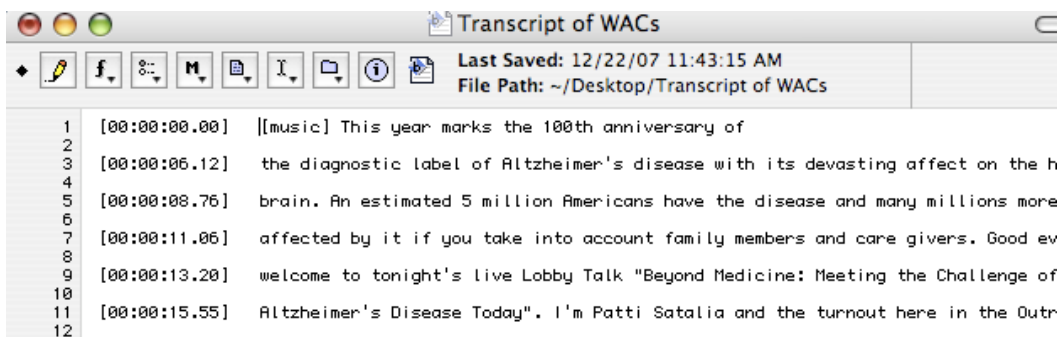 Transcript of WACs
Last Saved: 12/22/07 11:43:15 AM
File Path: ~/Desktop/Transcript of WACs
1 [00:00:00.00] [music] This year marks the 100th anniversary of
2
3 [00:00:06.12] the diagnostic label of Altzheimer's disease with its devasting affect on the h
4
5 [00:00:08.76] brain. An estimated 5 million Americans have the disease and many millions more
6
7 [00:00:11.06] affected by it if you take into account family members and care givers. Good ev
8
9 [00:00:13.20] welcome to tonight's live Lobby Talk "Beyond Medicine: Meeting the Challenge of
10
11 [00:00:15.55] Altzheimer's Disease Today". I'm Patti Satalia and the turnout here in the Outr
12